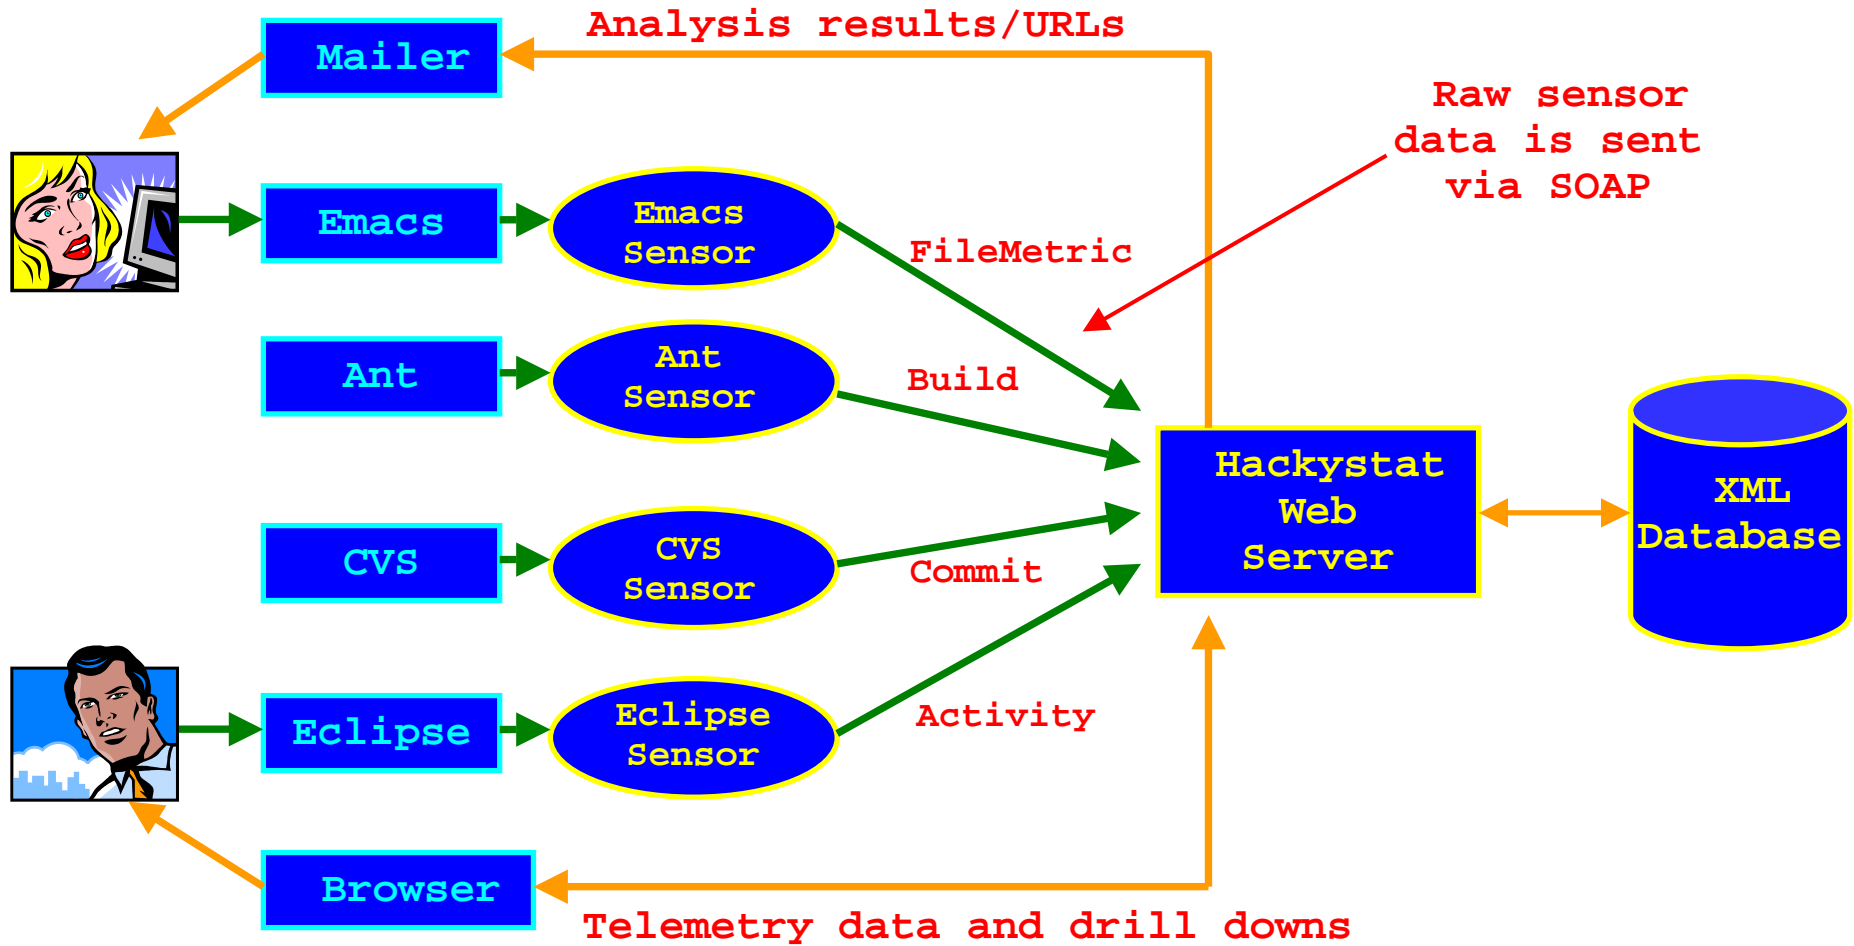 Analysis results/URLs
Mailer
Raw sensor
data is sent
via SOAP
Emacs
Emacs
Sensor
FileMetric
Ant
Ant
Sensor
Build
Hackystat
Web
Server
XML
Database
CVS
CVS
Sensor
Commit
Eclipse
Eclipse
Sensor
Activity
Browser
Telemetry data and drill downs